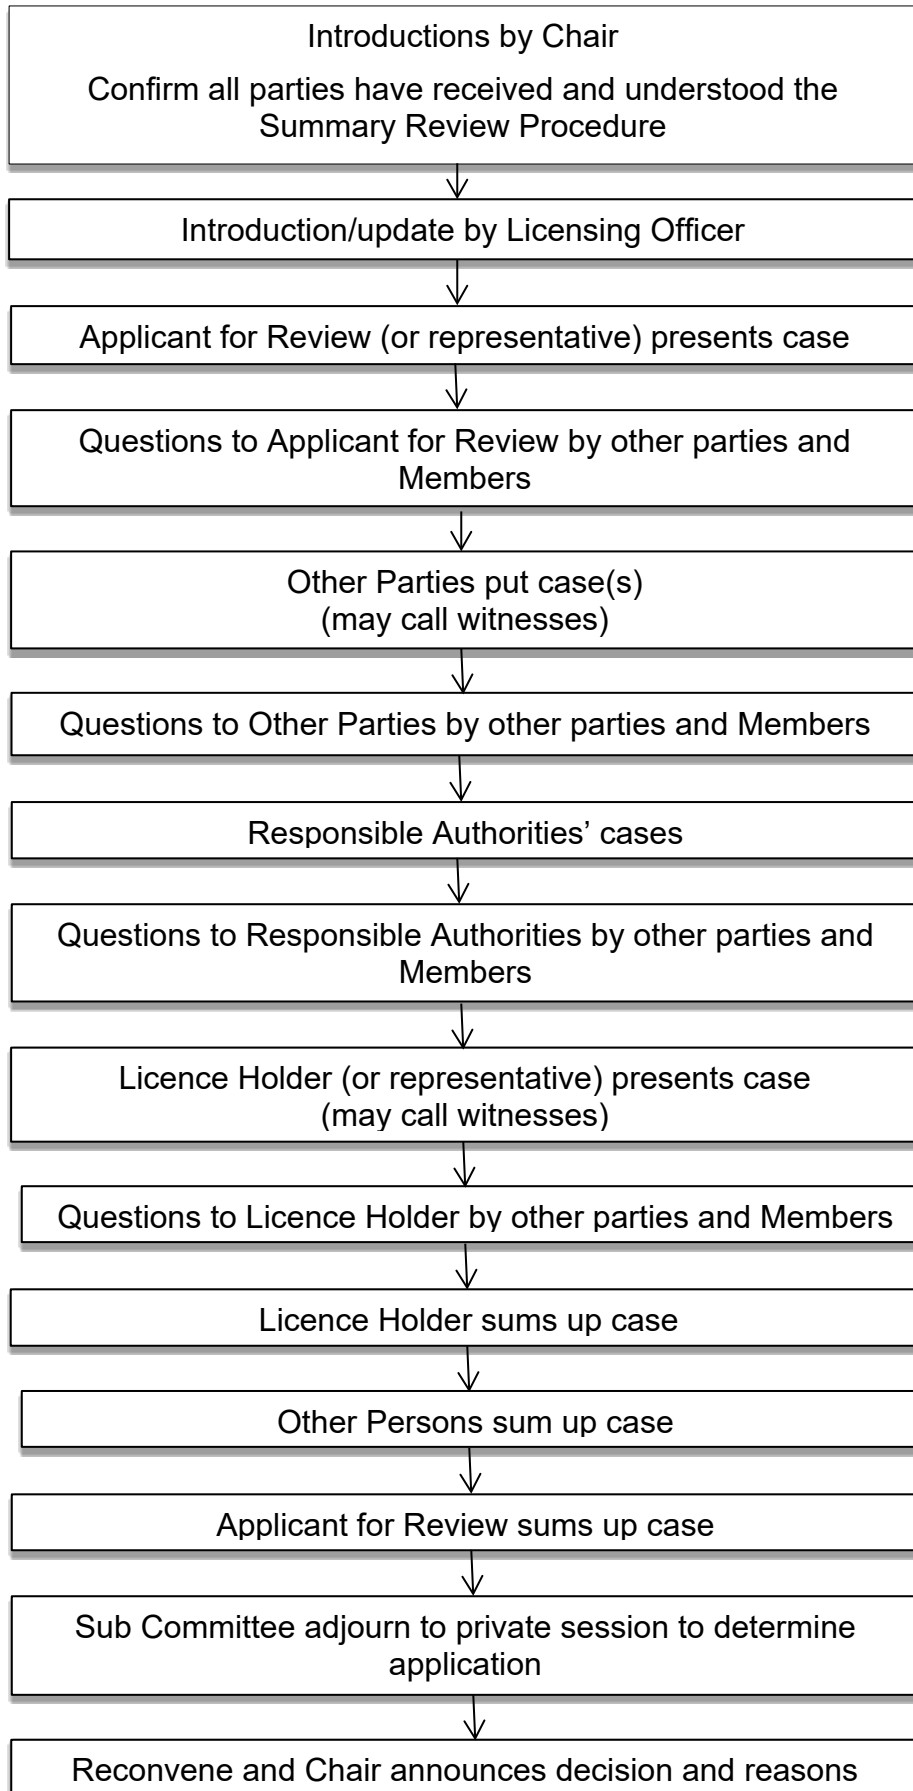 Introductions by Chair
Confirm all parties have received and understood the
Summary Review Procedure
Introduction/update by Licensing Officer
Applicant for Review (or representative) presents case
Questions to Applicant for Review by other parties and
Members
Other Parties put case(s)
(may call witnesses)
Questions to Other Parties by other parties and Members
Responsible Authorities’ cases
Questions to Responsible Authorities by other parties and
Members
Licence Holder (or representative) presents case
(may call witnesses)
Questions to Licence Holder by other parties and Members
Licence Holder sums up case
Other Persons sum up case
Applicant for Review sums up case
Sub Committee adjourn to private session to determine
application
Reconvene and Chair announces decision and reasons